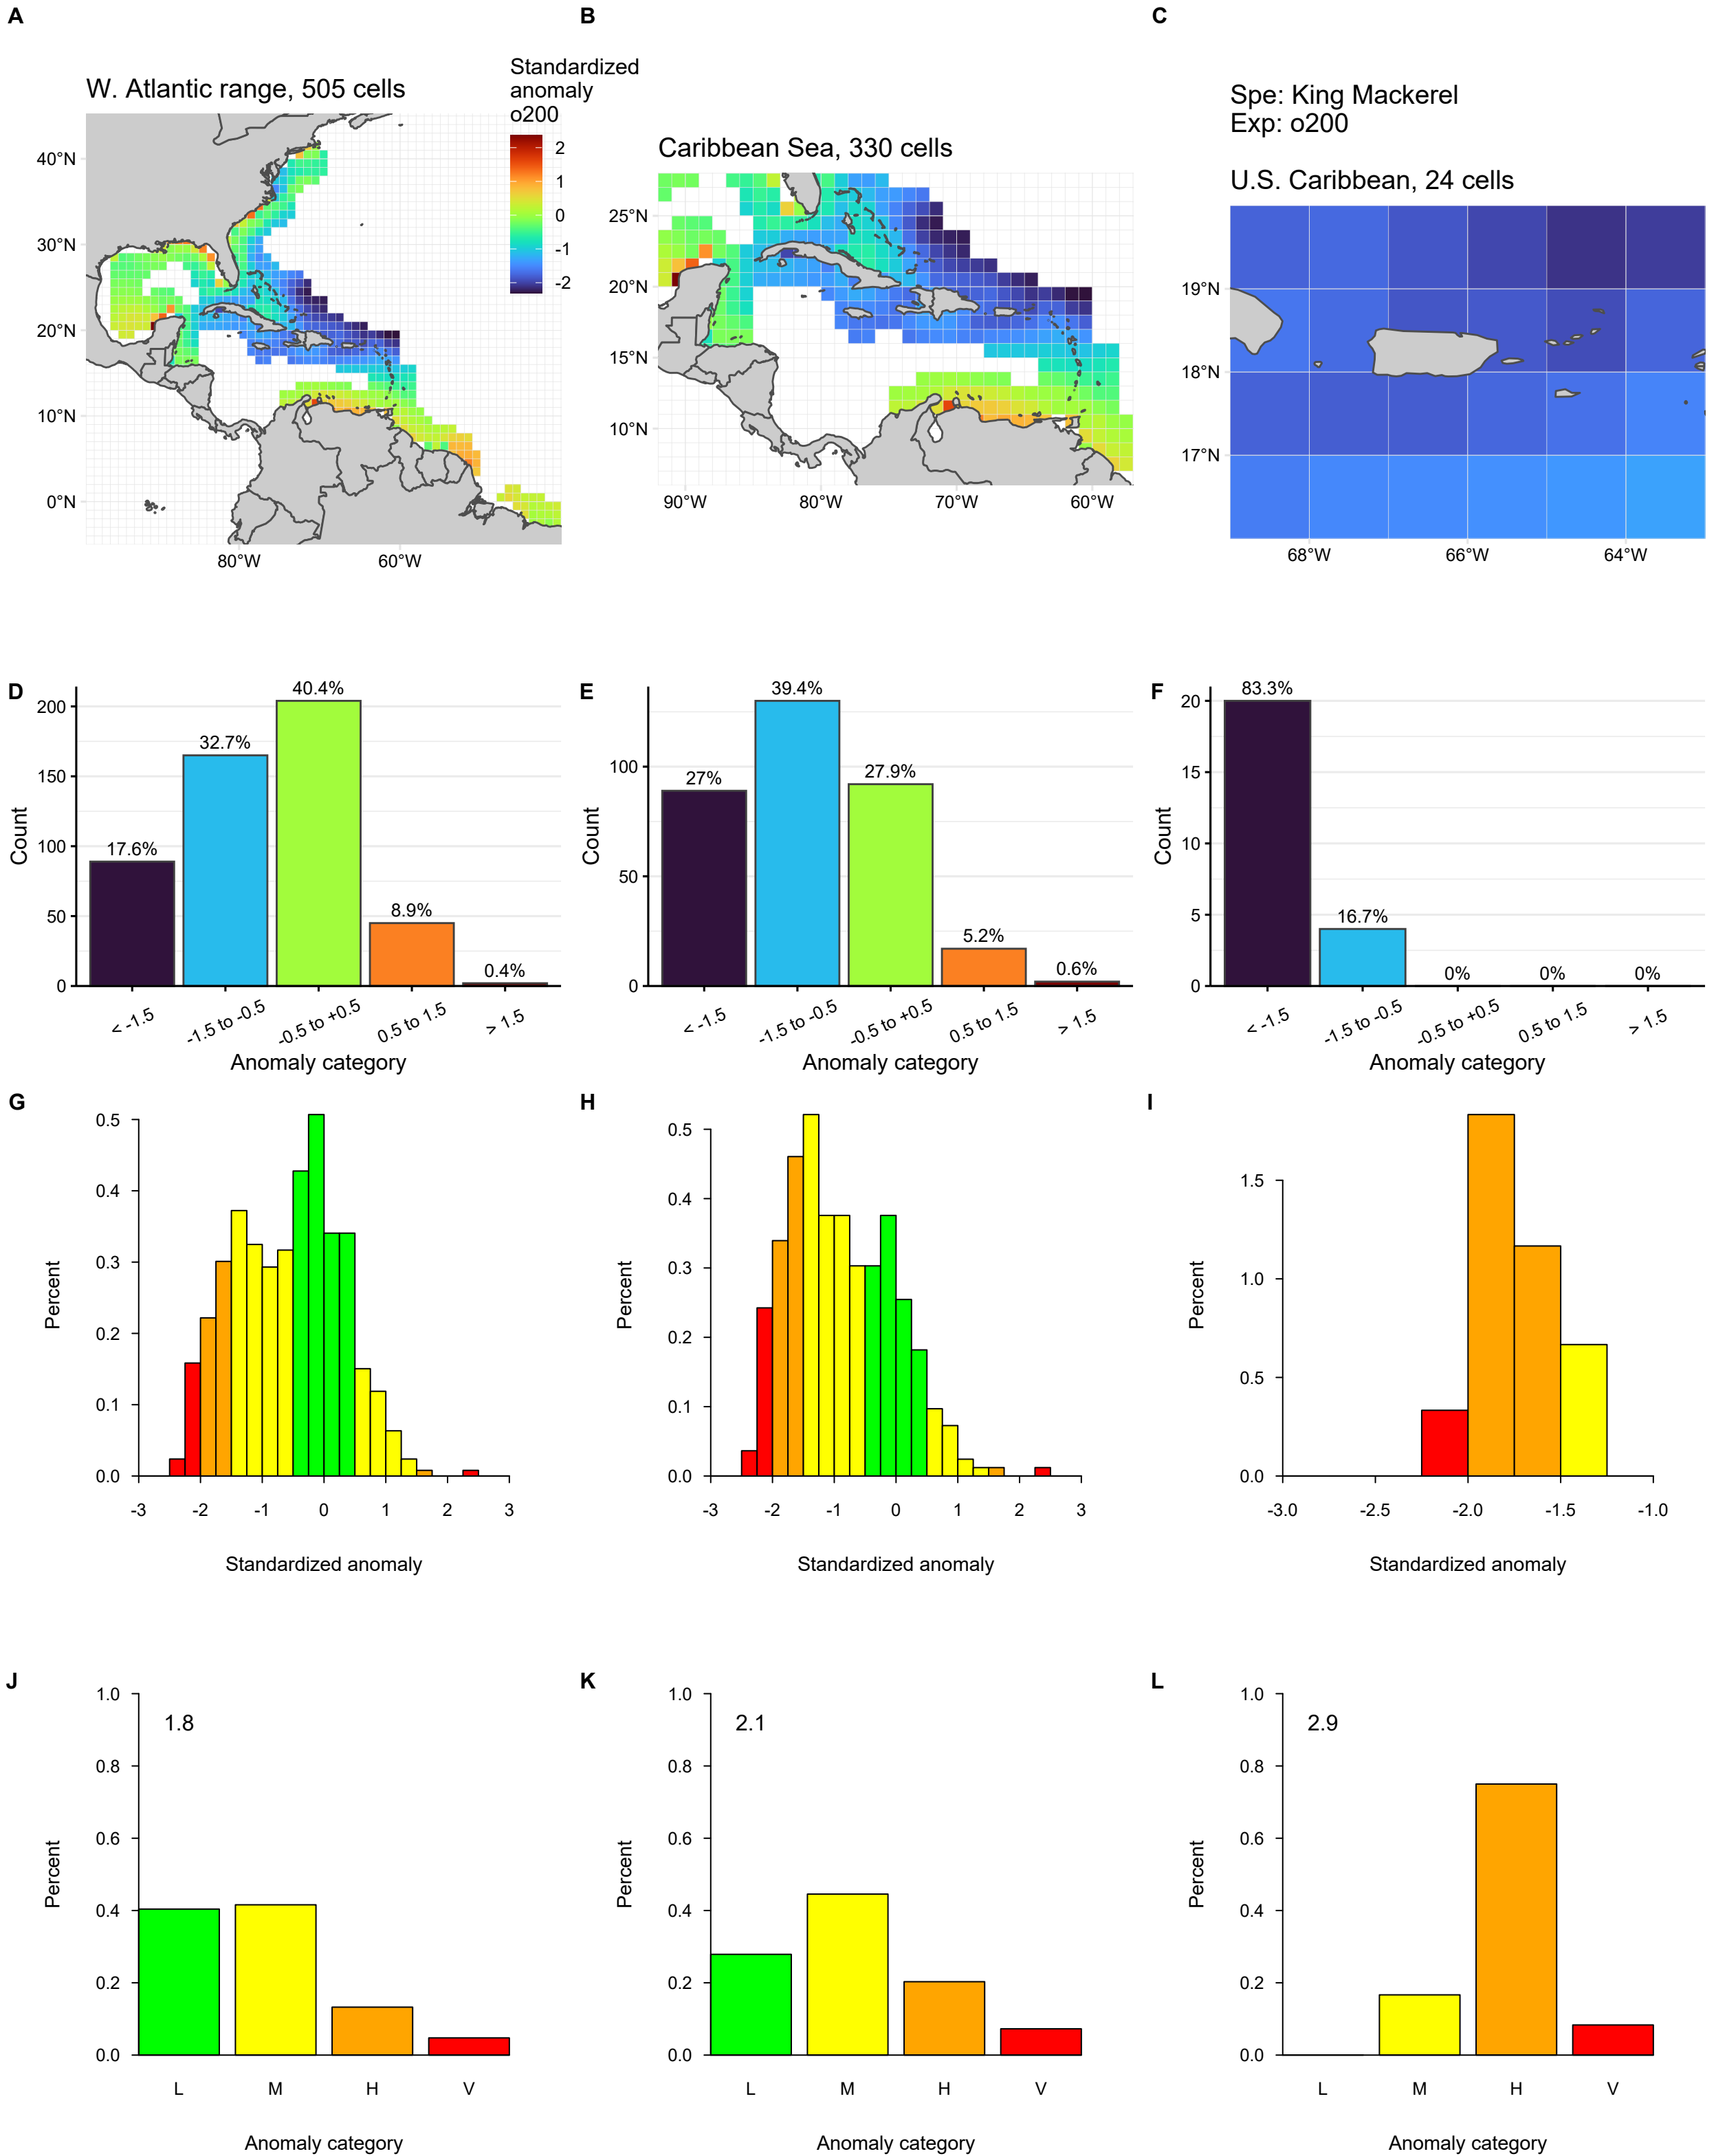 A
B
C
W. Atlantic range, 505 cells
Standardized
anomaly
o200
2
1
0
-1
-2
40°N
30°N
20°N
10°N
0°N
80°W
60°W
Caribbean Sea, 330 cells
25°N
20°N
15°N
10°N
90°W
80°W
70°W
60°W
Spe: King Mackerel
Exp: o200
U.S. Caribbean, 24 cells
19°N
18°N
17°N
68°W
66°W
64°W
D
Count
200
150
100
50
0
17.6%
32.7%
40.4%
8.9%
0.4%
< -1.5
-1.5 to -0.5
-0.5 to +0.5
0.5 to 1.5
> 1.5
Anomaly category
E
Count
100
50
0
27%
39.4%
27.9%
5.2%
0.6%
< -1.5
-1.5 to -0.5
-0.5 to +0.5
0.5 to 1.5
> 1.5
Anomaly category
F
Count
20
15
10
5
0
83.3%
16.7%
0%
0%
0%
< -1.5
-1.5 to -0.5
-0.5 to +0.5
0.5 to 1.5
> 1.5
Anomaly category
G
Percent
0.5
0.4
0.3
0.2
0.1
0.0
-3
-2
-1
0
1
2
3
Standardized anomaly
H
Percent
0.5
0.4
0.3
0.2
0.1
0.0
-3
-2
-1
0
1
2
3
Standardized anomaly
I
Percent
1.5
1.0
0.5
0.0
-3.0
-2.5
-2.0
-1.5
-1.0
Standardized anomaly
J
1.8
Percent
1.0
0.8
0.6
0.4
0.2
0.0
L
M
H
V
Anomaly category
K
2.1
Percent
1.0
0.8
0.6
0.4
0.2
0.0
L
M
H
V
Anomaly category
L
2.9
Percent
1.0
0.8
0.6
0.4
0.2
0.0
L
M
H
V
Anomaly category